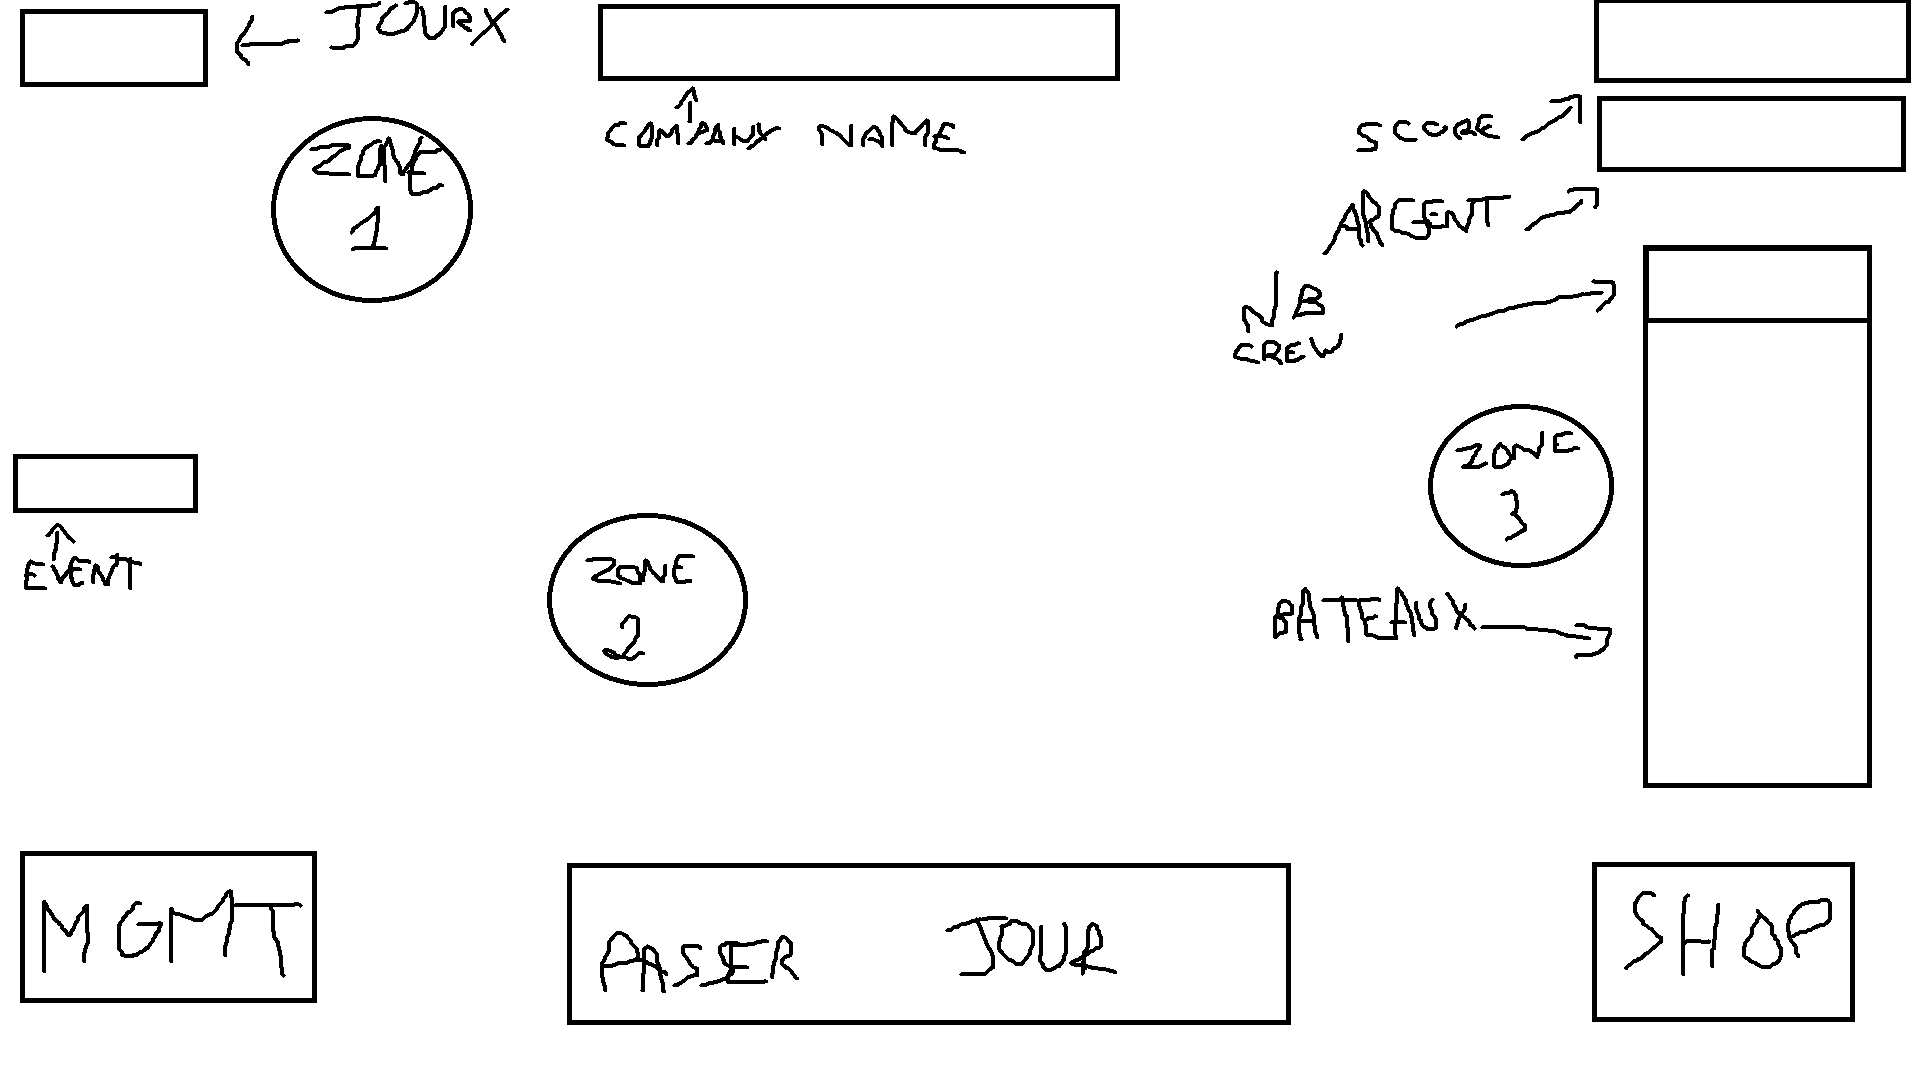 JOURX
COMPANY NAME
SCORE
ARGENT
ZONE
1
NB
CREW
ZONE
3
EVENT
ZONE
2
BATEAUX
MGMT
PASSER JOUR
SHOP